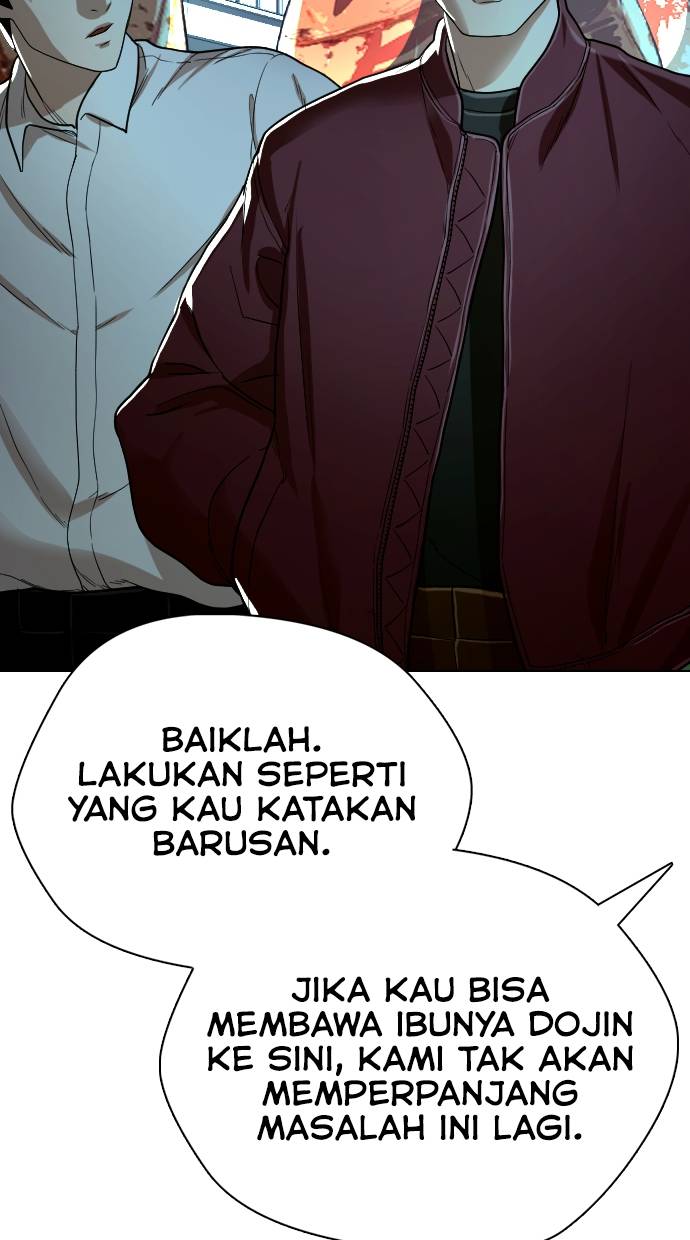 BAIKLAH.
LAKUKAN SEPERTI
YANG KAU KATAKAN
BARUSAN.
JIKA KAU BISA
MEMBAWA IBUNYA DOJIN
KE SINI, KAMI TAK AKAN
MEMPERPANJANG
MASALAH INI LAGI.